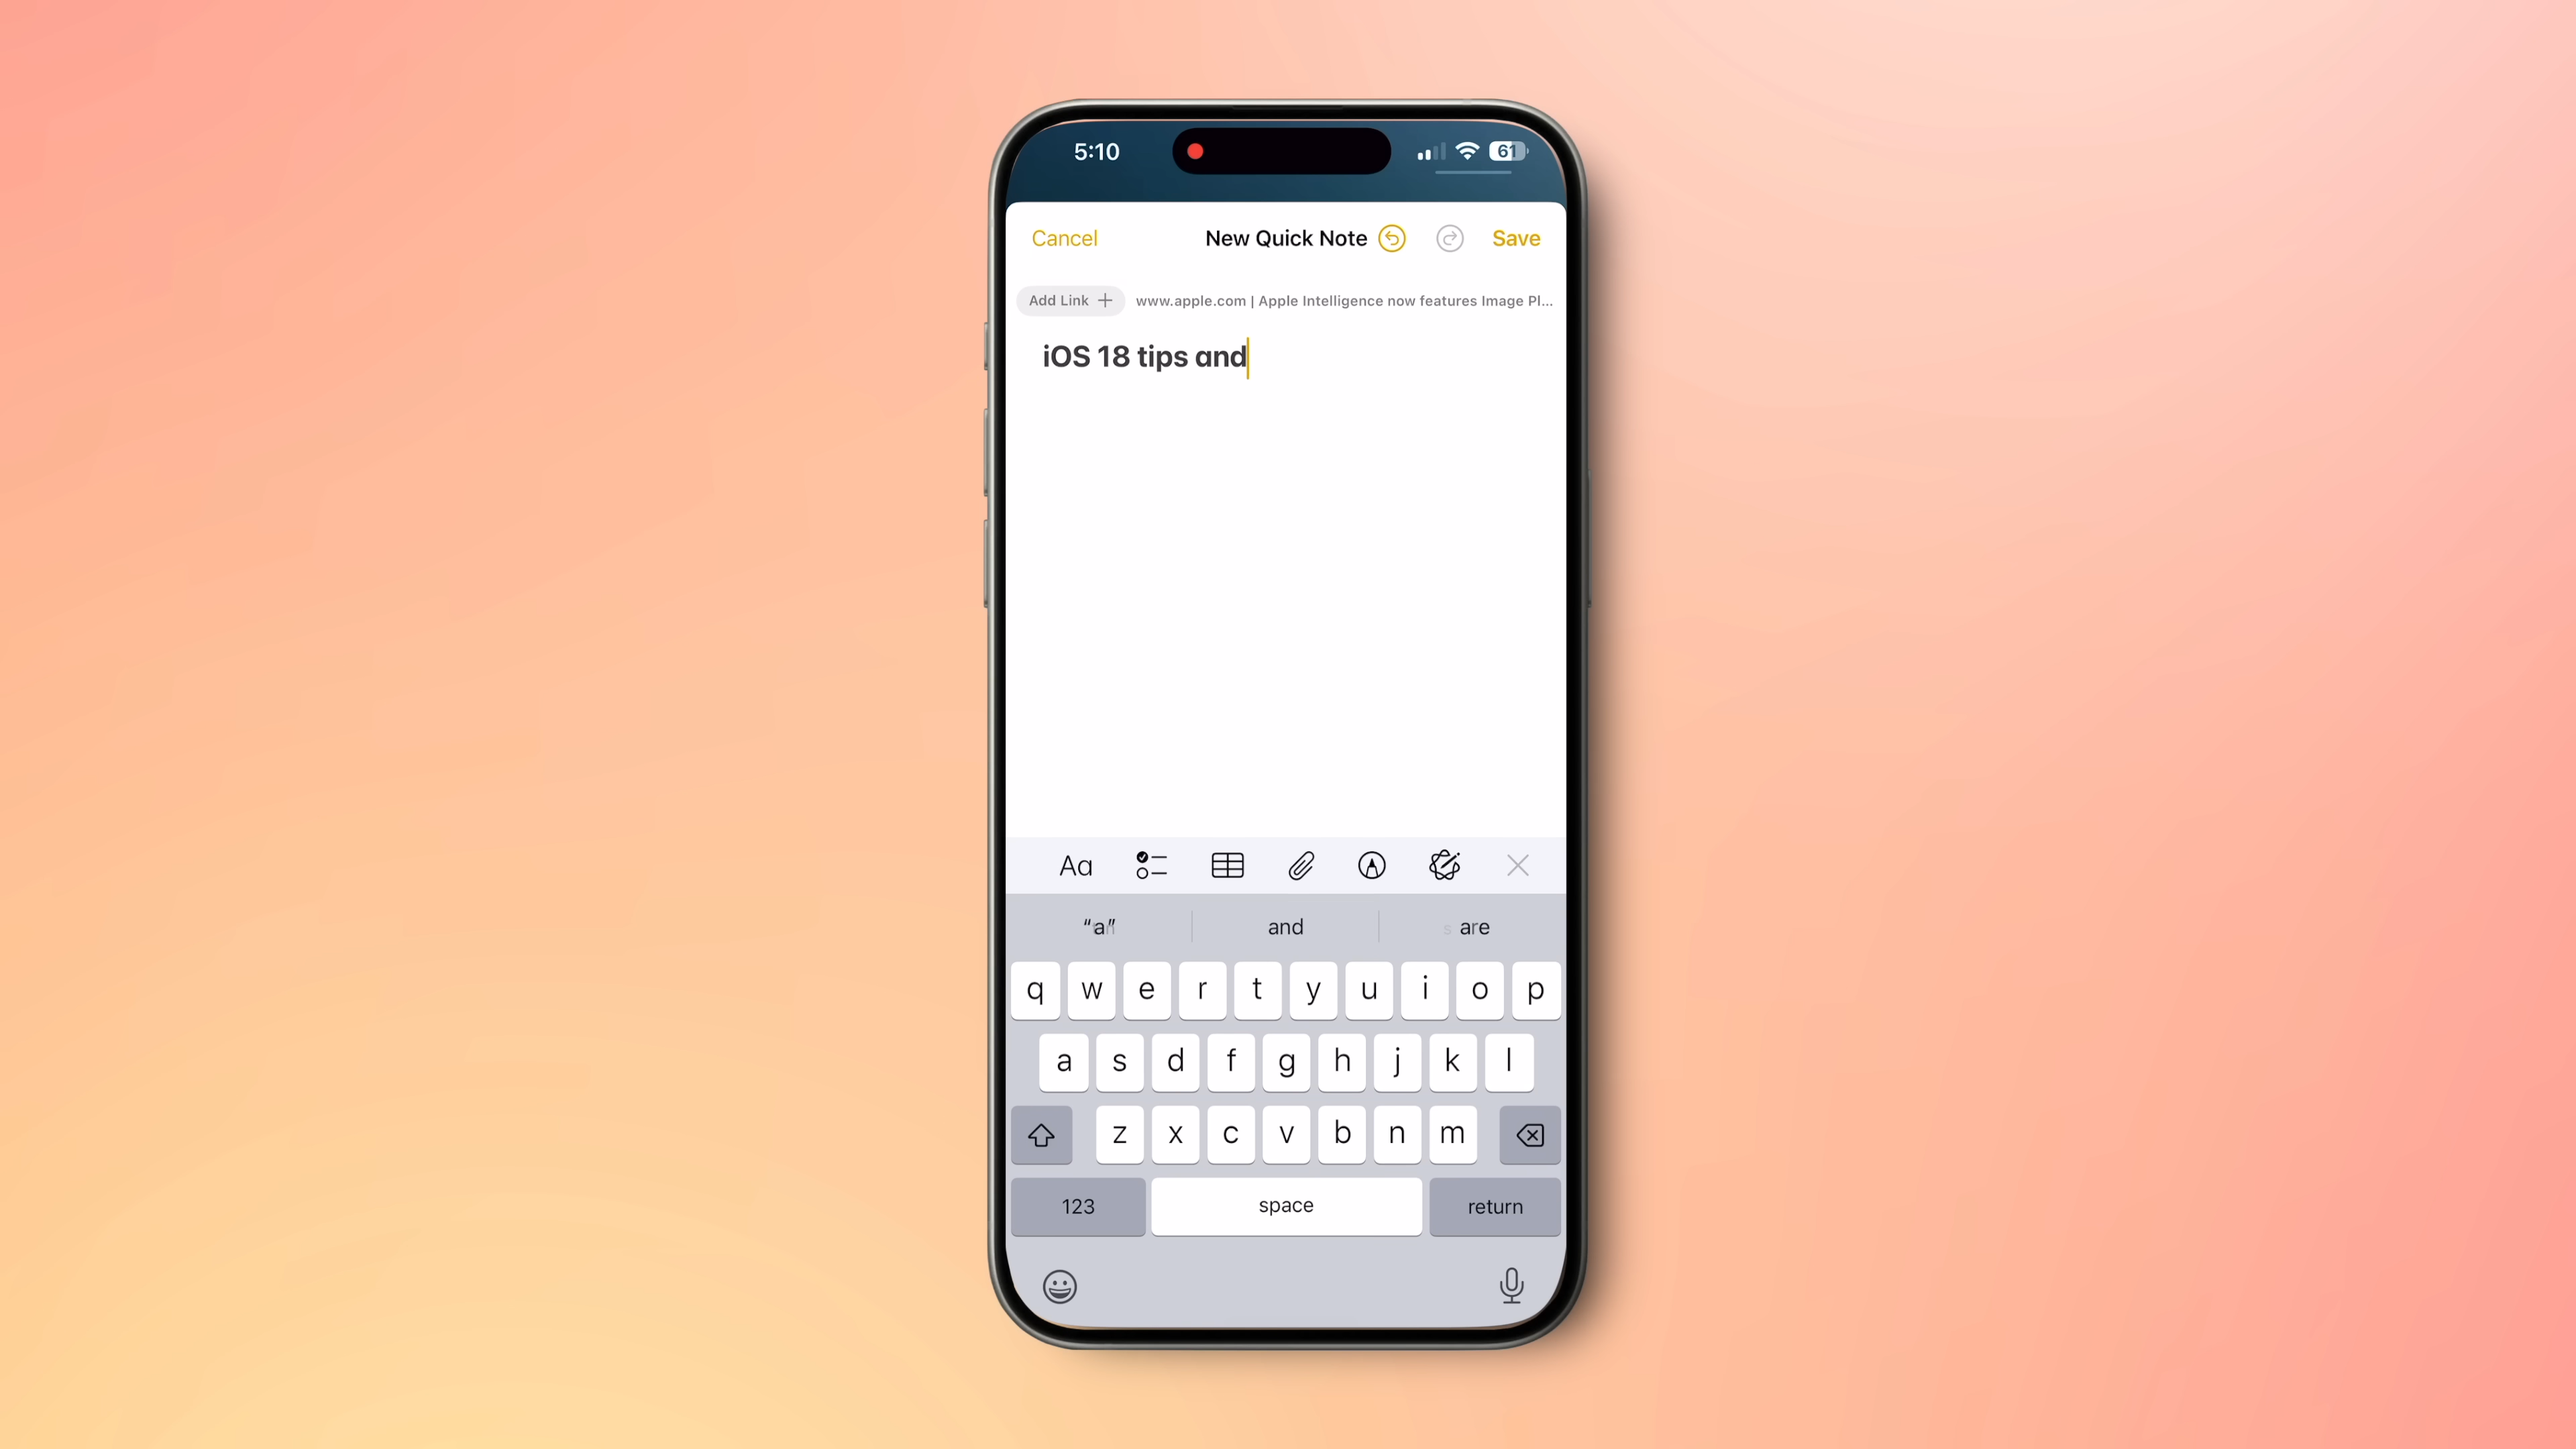 5:10
61
Cancel
New Quick Note
Save
Add Link +
www.apple.com | Apple Intelligence now features Image Pl...
iOS 18 tips and
Aa
“a”
and
are
q w e r t y u i o p
a s d f g h j k l
z x c v b n m
123
space
return